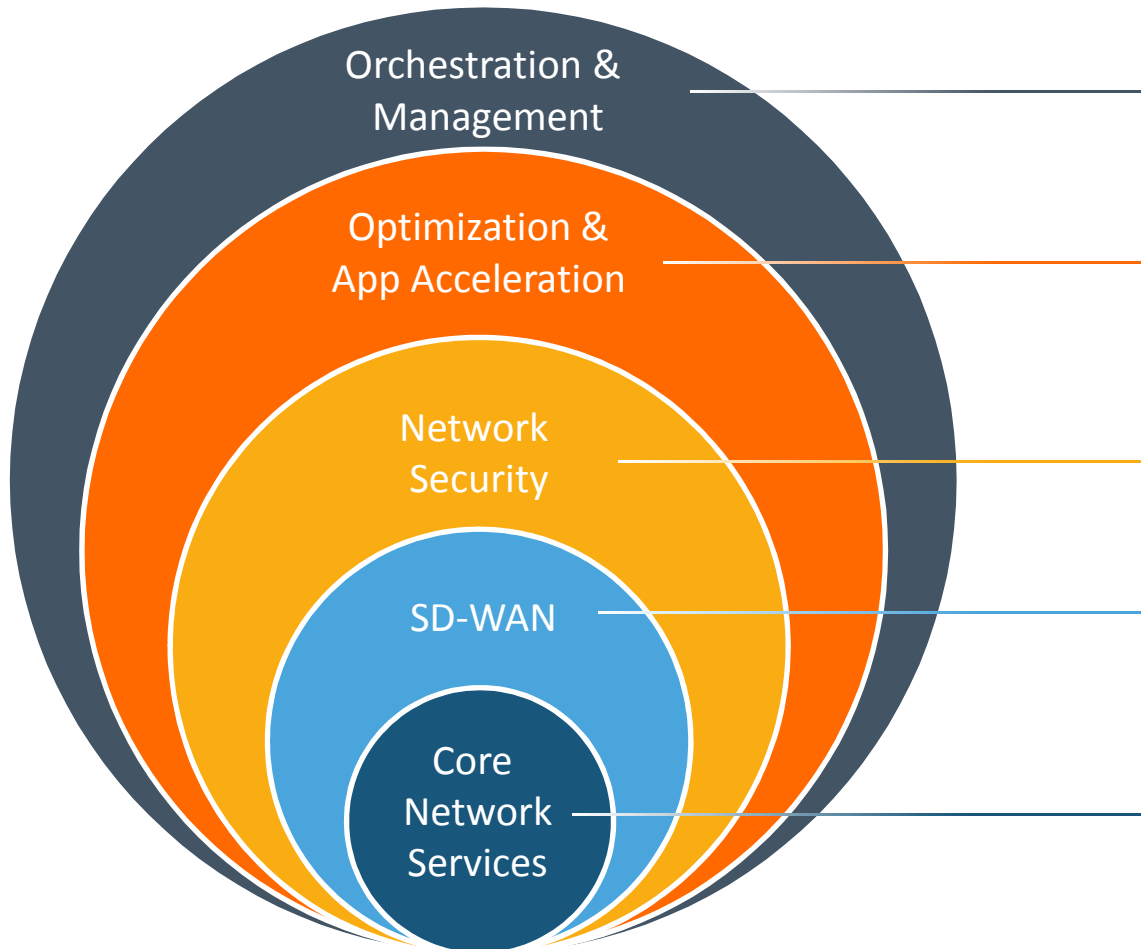 Orchestration &
Management
Optimization &
App Acceleration
Network
Security
SD-WAN
Core
Network
Services